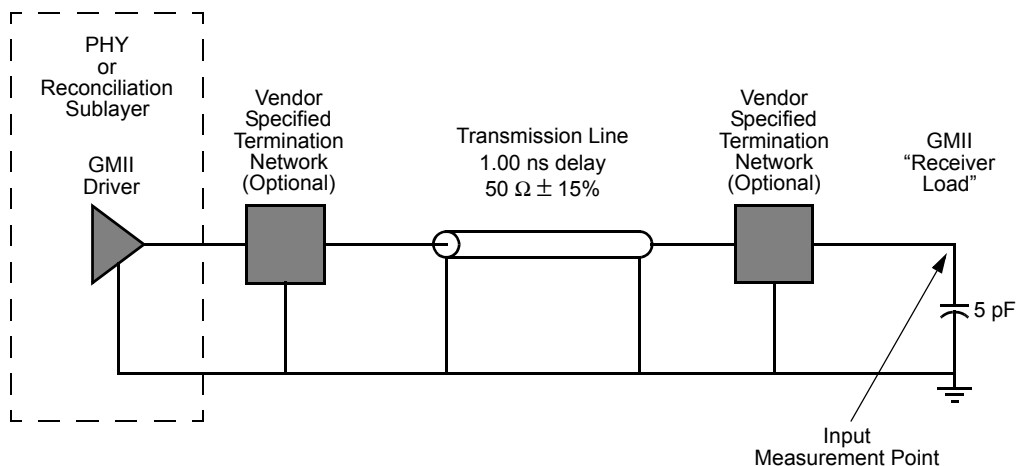 PHY
or
Reconciliation
Sublayer
GMII
Driver
Vendor
Specified
Termination
Network
(Optional)
Transmission Line
1.00 ns delay
50 Ω ± 15%
Vendor
Specified
Termination
Network
(Optional)
GMII
“Receiver
Load”
5 pF
Input
Measurement Point